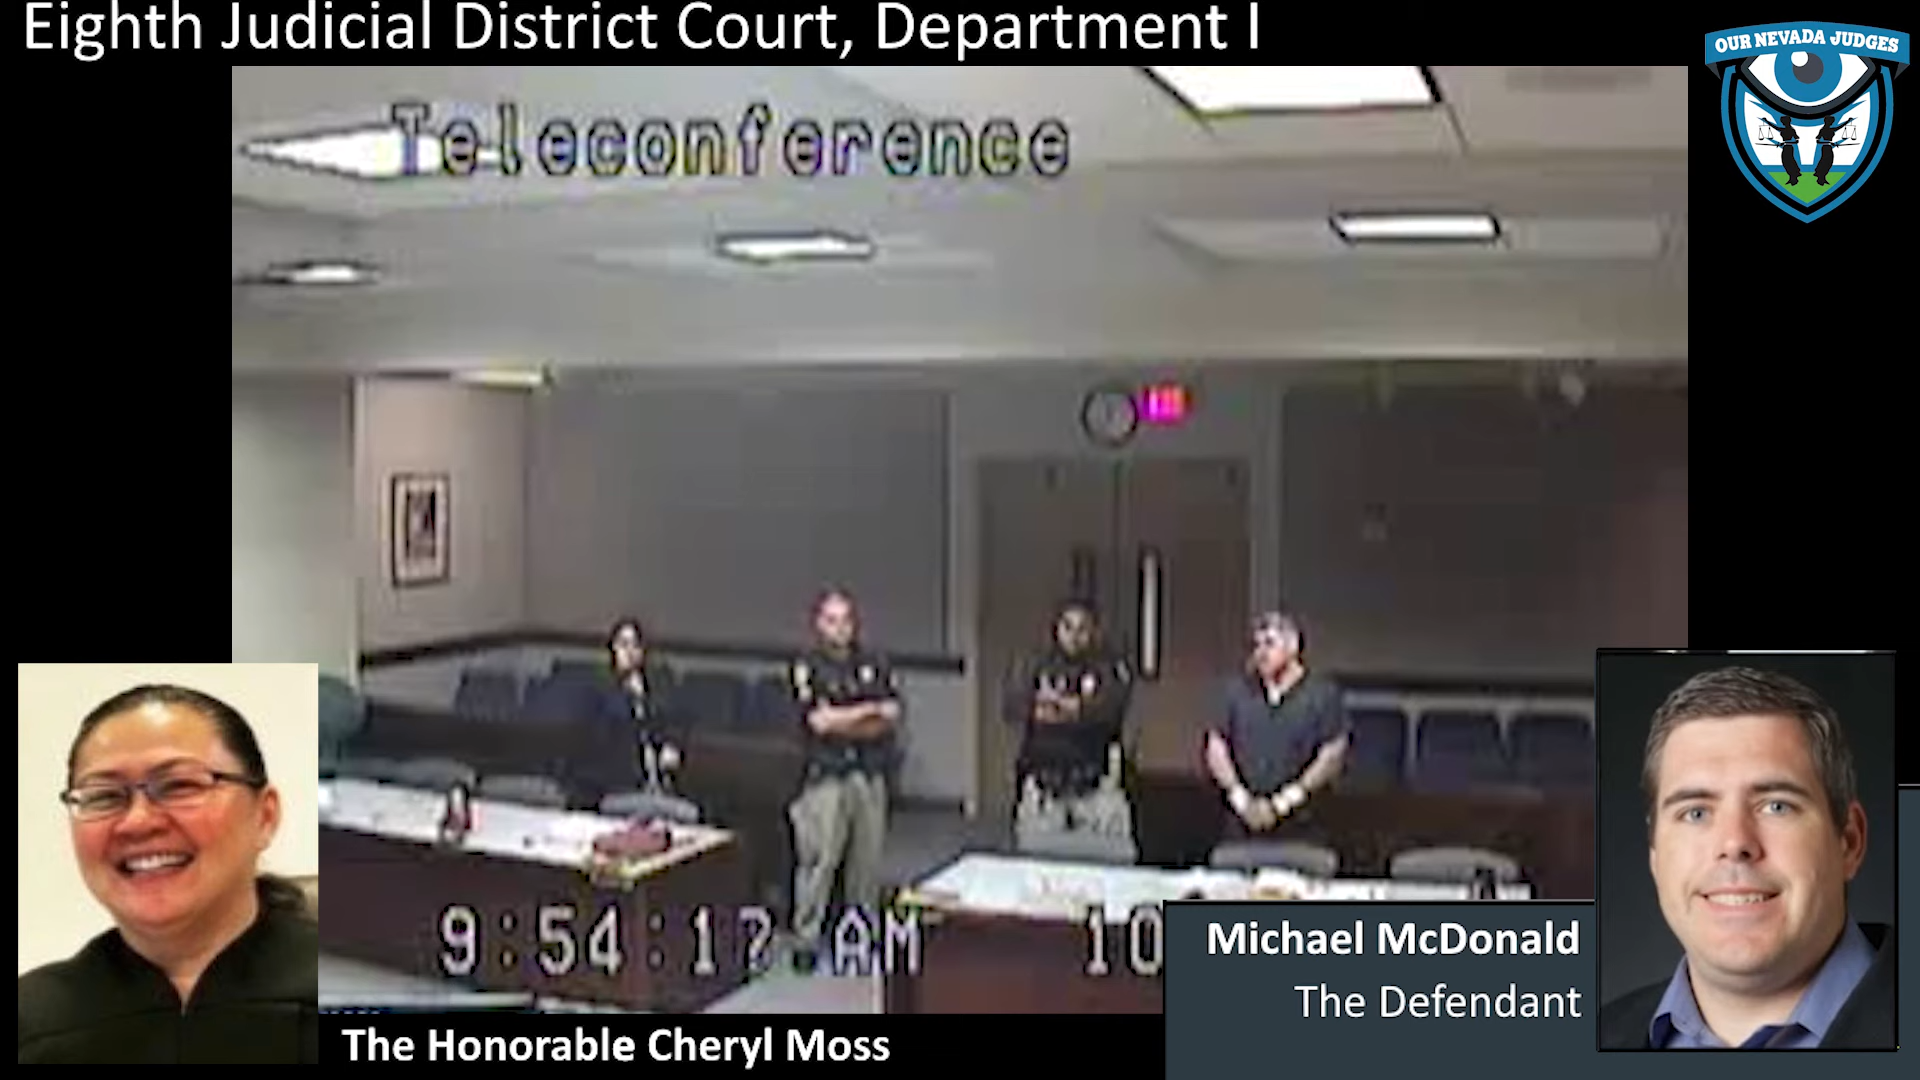 Eighth Judicial District Court, Department I
OUR NEVADA JUDGES
Teleconference
9:54:17 AM
10
Michael McDonald
The Defendant
The Honorable Cheryl Moss